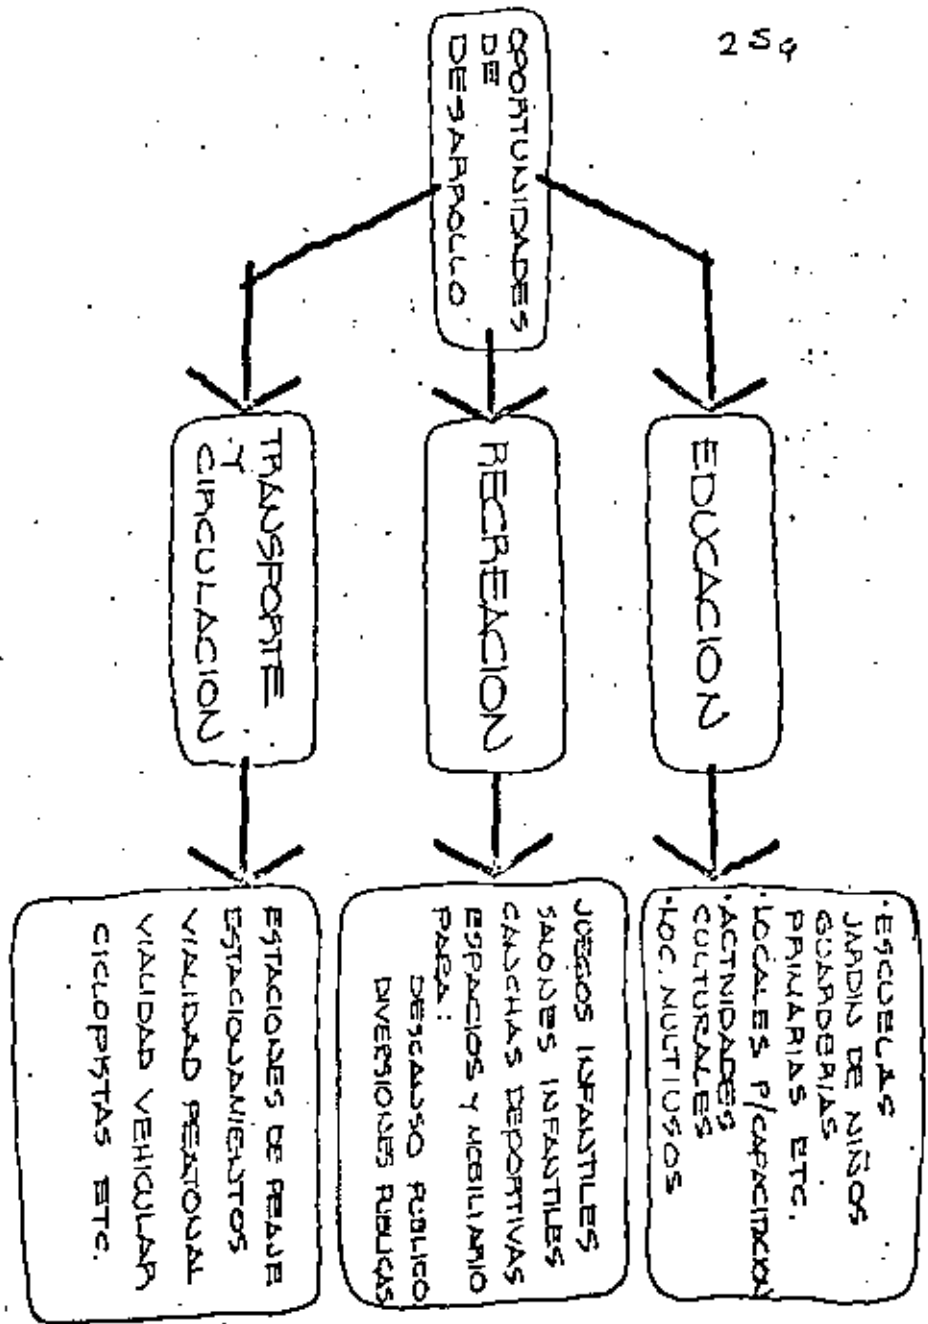 259
OPORTUNIDADES
DE
DESARROLLO
EDUCACION
• ESCUELAS
JARDIN DE NIÑOS
GUARDERIAS
PRIMARIAS ETC.
• LOCALES P/CAPACITACION
• ACTIVIDADES
CULTURALES
• LOC. MULTIUSOS
RECREACION
JUEGOS INFANTILES
SALONES INFANTILES
CANCHAS DEPORTIVAS
ESPACIOS Y MOBILIARIO
PARA:
DESCANSO PUBLICO
DIVERSIONES PUBLICAS
TRANSPORTE
Y
CIRCULACION
ESTACIONES DE PEAJE
ESTACIONAMIENTOS
VIALIDAD PEATONAL
VIALIDAD VEHICULAR
CICLOPISTAS ETC.